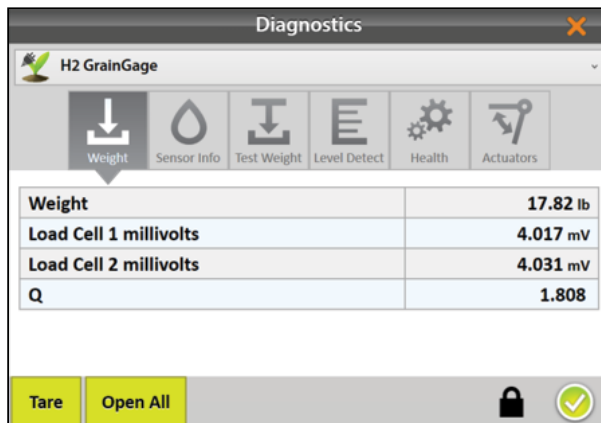 Diagnostics
H2 GrainGage
Weight Sensor Info Test Weight Level Detect Health Actuators
Weight 17.82 lb
Load Cell 1 millivolts 4.017 mV
Load Cell 2 millivolts 4.031 mV
Q 1.808
Tare Open All